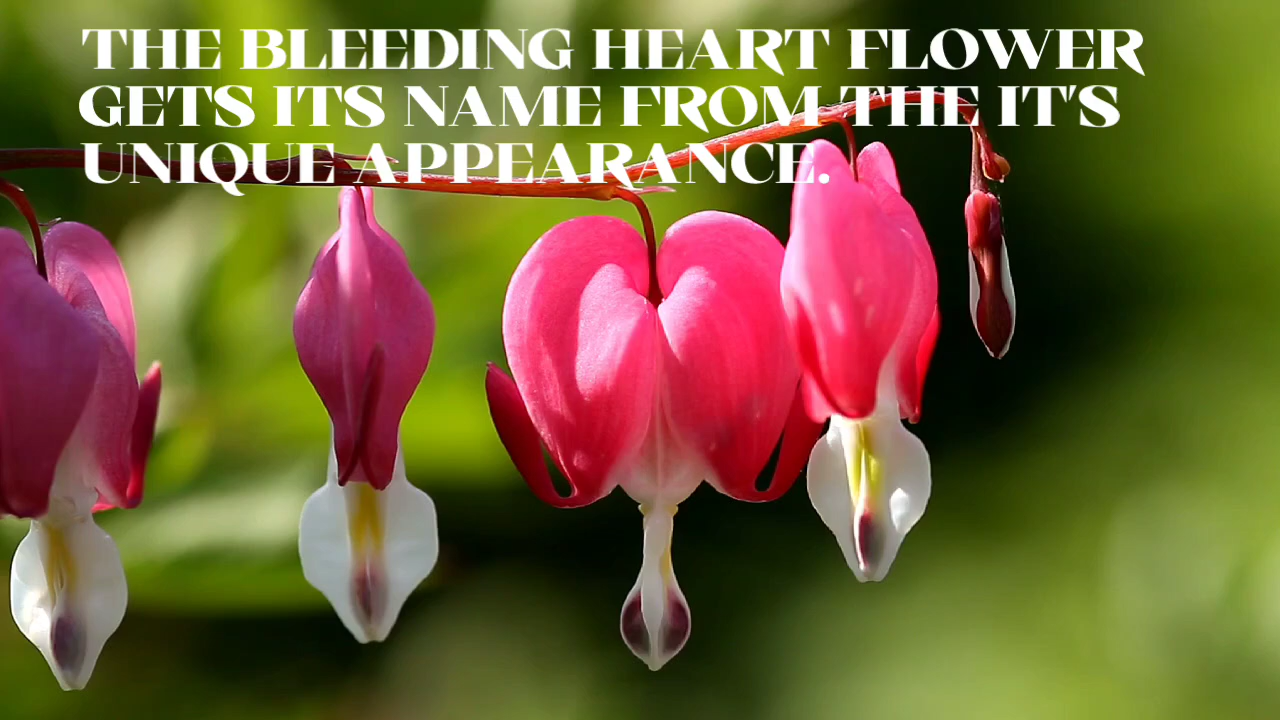 THE BLEEDING HEART FLOWER
GETS ITS NAME FROM THE IT'S
UNIQUE APPEARANCE.